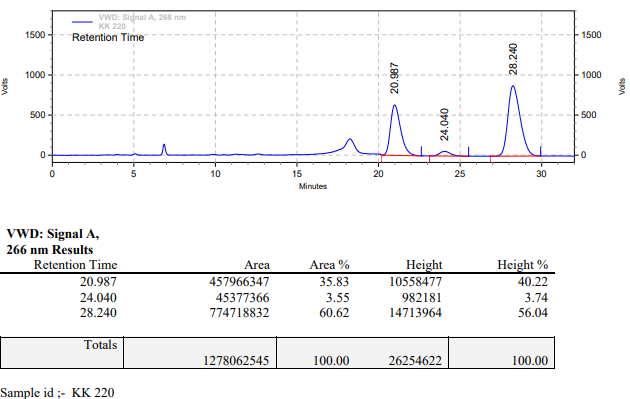 VWD: Signal A, 266 nm
KK 220
Retention Time
1500
1000
500
0
Volts
20.987
24.040
28.240
1500
1000
500
0
Volts
0 5 10 15 20 25 30
Minutes
VWD: Signal A,
266 nm Results
Retention Time Area Area % Height Height %
20.987 457966347 35.83 10558477 40.22
24.040 45377366 3.55 982181 3.74
28.240 774718832 60.62 14713964 56.04
Totals
1278062545 100.00 26254622 100.00
Sample id ;- KK 220